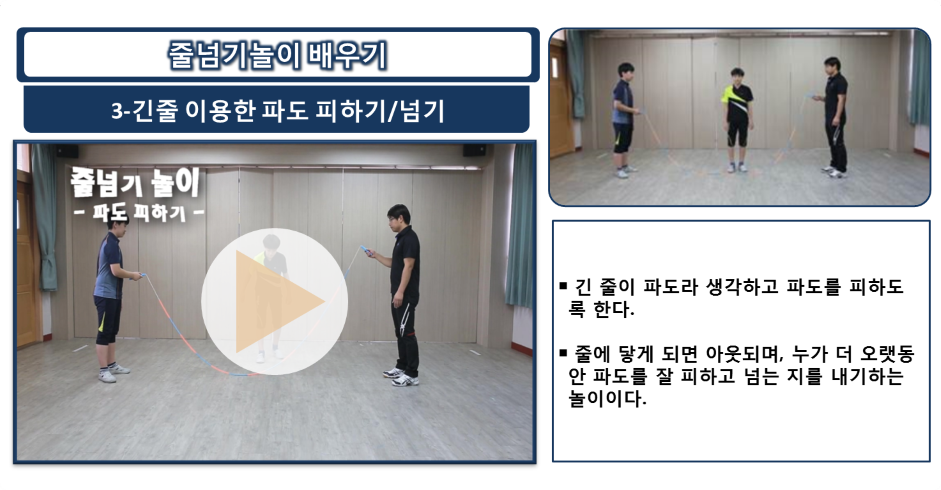 줄넘기놀이 배우기
3-긴줄 이용한 파도 피하기/넘기
줄넘기 놀이
- 파도 피하기 -
▪ 긴 줄이 파도라 생각하고 파도를 피하도
록 한다.
▪ 줄에 닿게 되면 아웃되며, 누가 더 오랫동
안 파도를 잘 피하고 넘는 지를 내기하는
놀이이다.